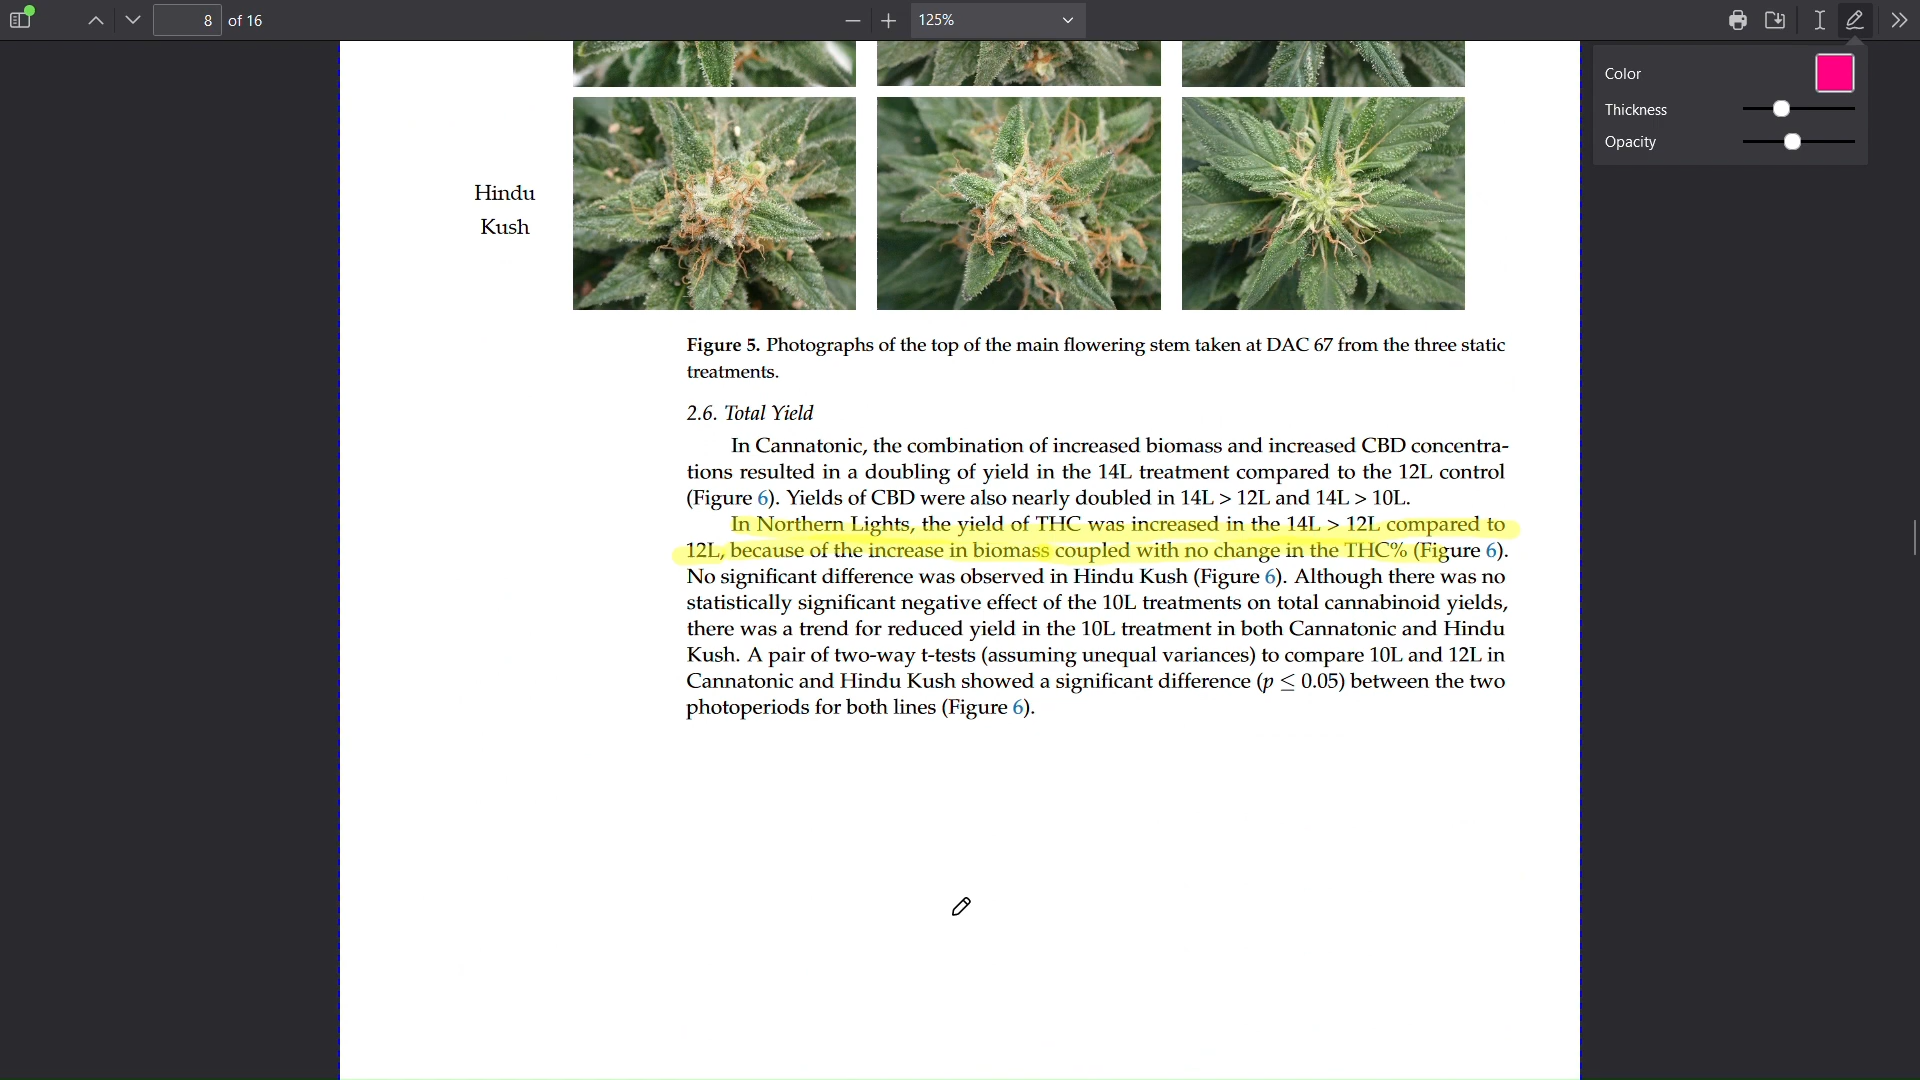 8 of 16
125%
Color
Thickness
Opacity
Hindu
Kush
Figure 5. Photographs of the top of the main flowering stem taken at DAC 67 from the three static
treatments.
2.6. Total Yield
In Cannatonic, the combination of increased biomass and increased CBD concentra-
tions resulted in a doubling of yield in the 14L treatment compared to the 12L control
(Figure 6). Yields of CBD were also nearly doubled in 14L > 12L and 14L > 10L.
In Northern Lights, the yield of THC was increased in the 14L > 12L compared to
12L, because of the increase in biomass coupled with no change in the THC% (Figure 6).
No significant difference was observed in Hindu Kush (Figure 6). Although there was no
statistically significant negative effect of the 10L treatments on total cannabinoid yields,
there was a trend for reduced yield in the 10L treatment in both Cannatonic and Hindu
Kush. A pair of two-way t-tests (assuming unequal variances) to compare 10L and 12L in
Cannatonic and Hindu Kush showed a significant difference (p ≤ 0.05) between the two
photoperiods for both lines (Figure 6).